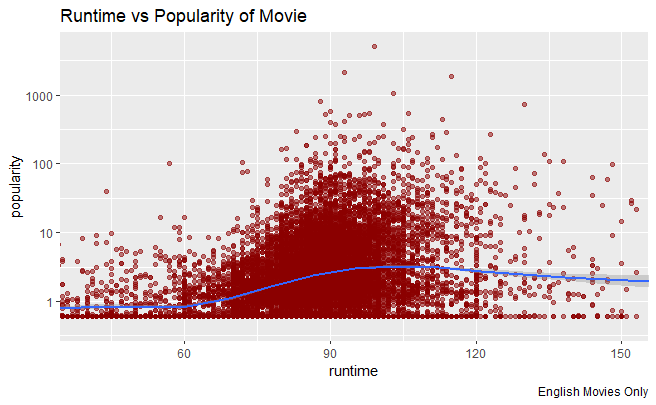 Runtime vs Popularity of Movie
popularity
1000
100
10
1
60 90 120 150
runtime
English Movies Only